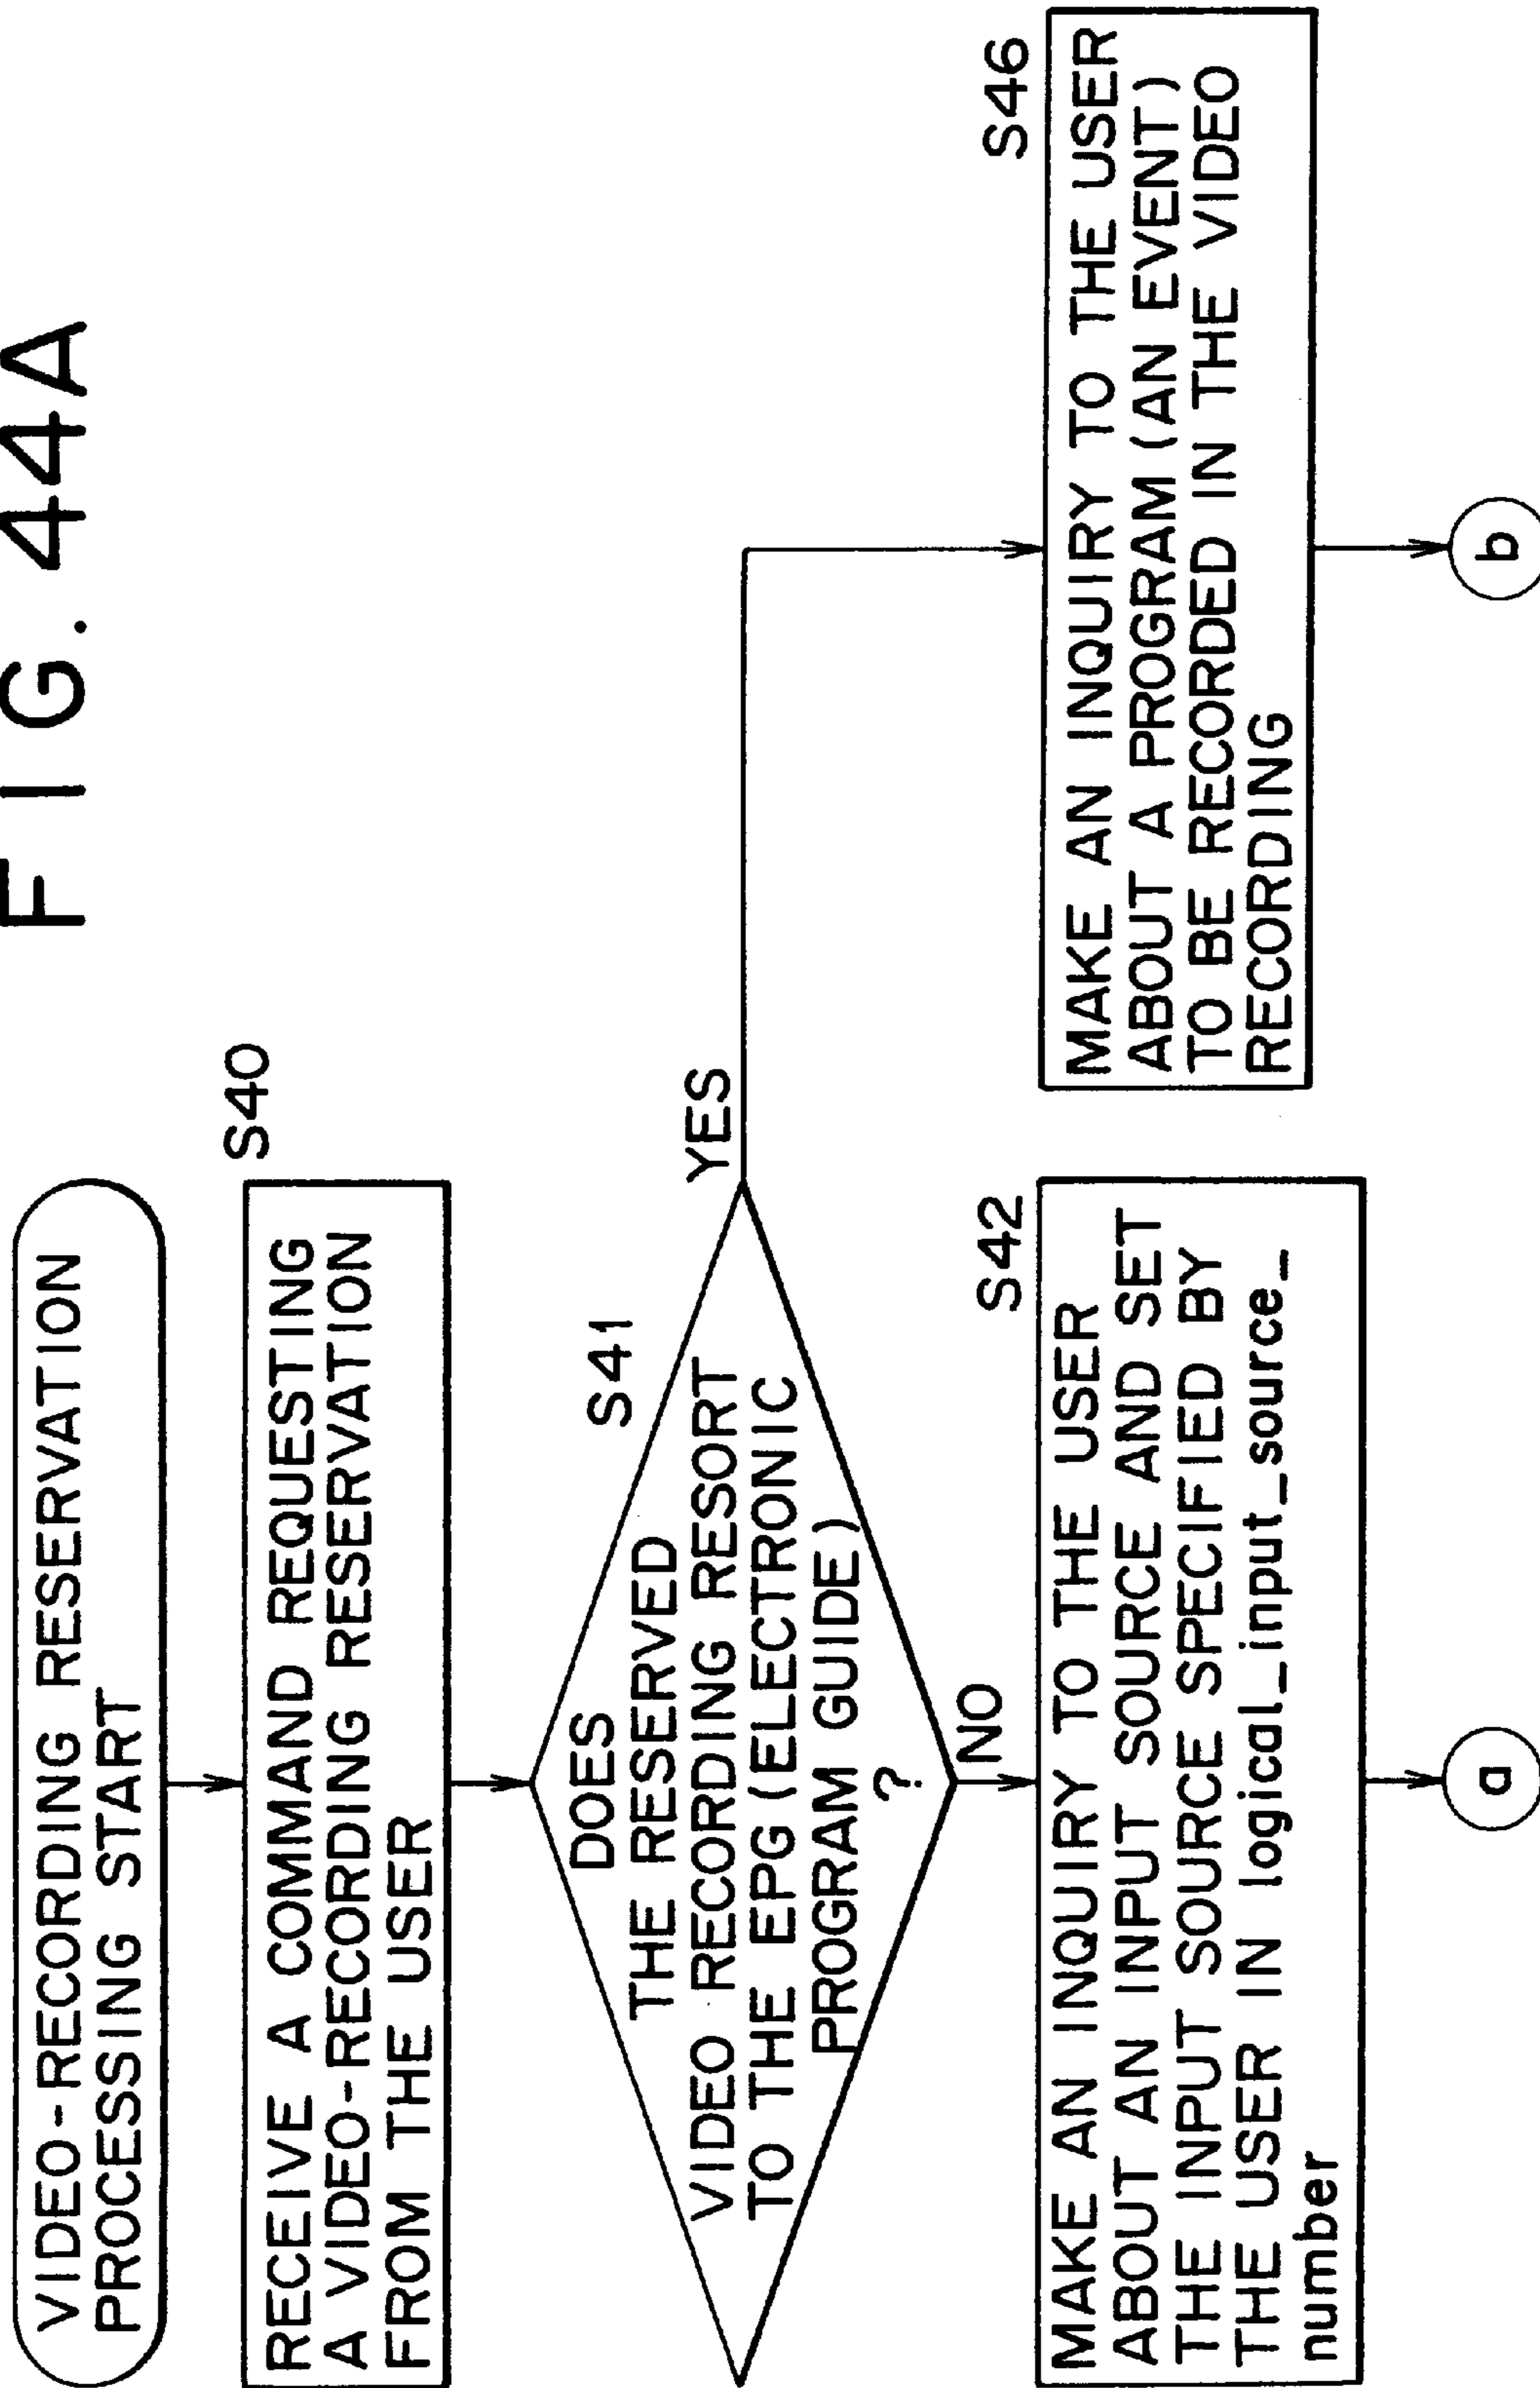 FIG. 44A
VIDEO-RECORDING RESERVATION
PROCESSING START
S40
RECEIVE A COMMAND REQUESTING
A VIDEO-RECORDING RESERVATION
FROM THE USER
S41
DOES
THE RESERVED
VIDEO RECORDING RESORT
TO THE EPG (ELECTRONIC
PROGRAM GUIDE)
?
YES
NO
S42
MAKE AN INQUIRY TO THE USER
ABOUT AN INPUT SOURCE AND SET
THE INPUT SOURCE SPECIFIED BY
THE USER IN logical_input_source_
number
a
S46
MAKE AN INQUIRY TO THE USER
ABOUT A PROGRAM (AN EVENT)
TO BE RECORDED IN THE VIDEO
RECORDING
b